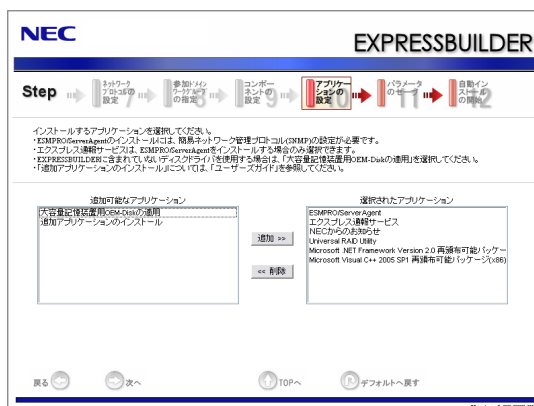 NEC
EXPRESSBUILDER
Step
ネットワークプロトコルの設定 7
参加ドメインワークグループの指定 8
コンポーネントの設定 9
アプリケーションの設定 10
パラメータのセーブ 11
自動インストールの開始 12
インストールするアプリケーションを選択してください。
・ESMPRO/ServerAgentのインストールには、簡易ネットワーク管理プロトコル(SNMP)の設定が必要です。
・エクスプレス通報サービスは、ESMPRO/ServerAgentをインストールする場合のみ選択できます。
・EXPRESSBUILDERに含まれていないディスクドライバを使用する場合は、「大容量記憶装置用OEM-Diskの適用」を選択してください。
・「追加アプリケーションのインストール」については、「ユーザーズガイド」を参照してください。
追加可能なアプリケーション
大容量記憶装置用OEM-Diskの適用
追加アプリケーションのインストール
追加 >>
<< 削除
選択されたアプリケーション
ESMPRO/ServerAgent
エクスプレス通報サービス
NECからのお知らせ
Universal RAID Utility
Microsoft .NET Framework Version 2.0 再頒布可能パッケー
Microsoft Visual C++ 2005 SP1 再頒布可能パッケージ(x86)
戻る
次へ
TOPへ
デフォルトへ戻す